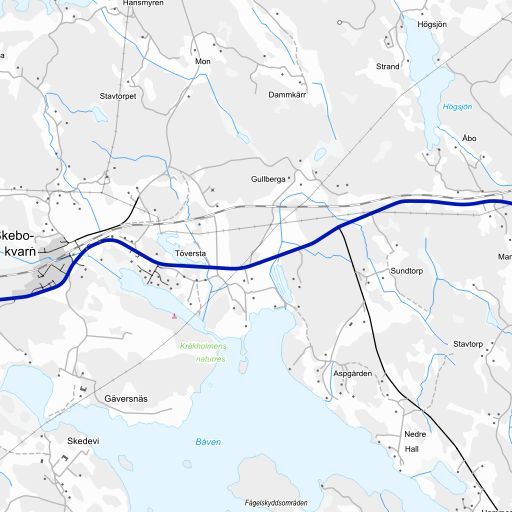 Hansmyren
Högsjön
Mon
Strand
Stavtorpet
Dammkärr
Högsjön
Åbo
Gullberga
Skebo-
kvarn
Töversta
Sundtorp
Kråkholmens
naturres
Stavtorp
Aspgården
Gäversnäs
Nedre
Hall
Skedevi
Båven
Fågelskyddsområden